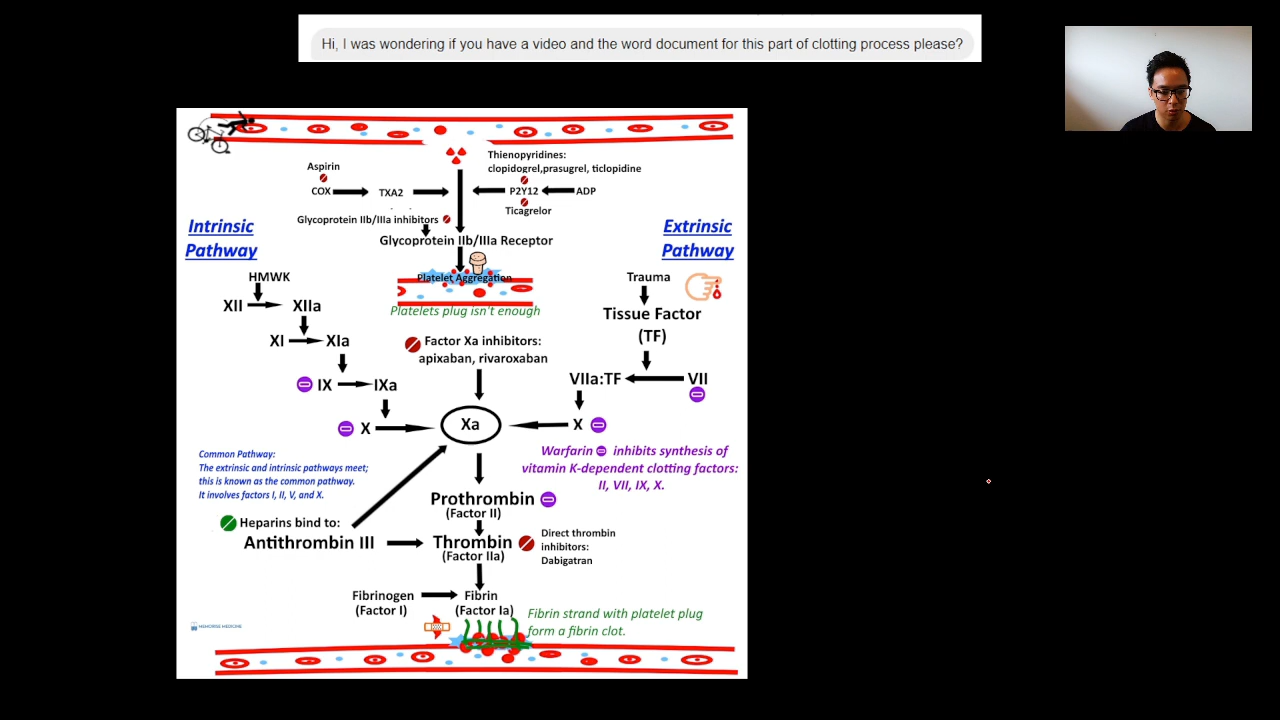 Hi, I was wondering if you have a video and the word document for this part of clotting process please?
Aspirin
COX
TXA2
Thienopyridines:
clopidogrel,prasugrel, ticlopidine
P2Y12
ADP
Ticagrelor
Glycoprotein IIb/IIIa inhibitors
Glycoprotein IIb/IIIa Receptor
Platelet Aggregation
Platelets plug isn't enough
Intrinsic
Pathway
HMWK
XII
XIIa
XI
XIa
IX
IXa
X
Extrinsic
Pathway
Trauma
Tissue Factor
(TF)
VIIa:TF
VII
X
Factor Xa inhibitors:
apixaban, rivaroxaban
Xa
Common Pathway:
The extrinsic and intrinsic pathways meet;
this is known as the common pathway.
It involves factors I, II, V, and X.
Warfarin inhibits synthesis of
vitamin K-dependent clotting factors:
II, VII, IX, X.
Prothrombin
(Factor II)
Heparins bind to:
Antithrombin III
Thrombin
(Factor IIa)
Direct thrombin
inhibitors:
Dabigatran
Fibrinogen
(Factor I)
Fibrin
(Factor Ia)
Fibrin strand with platelet plug
form a fibrin clot.
MEMORISE MEDICINE